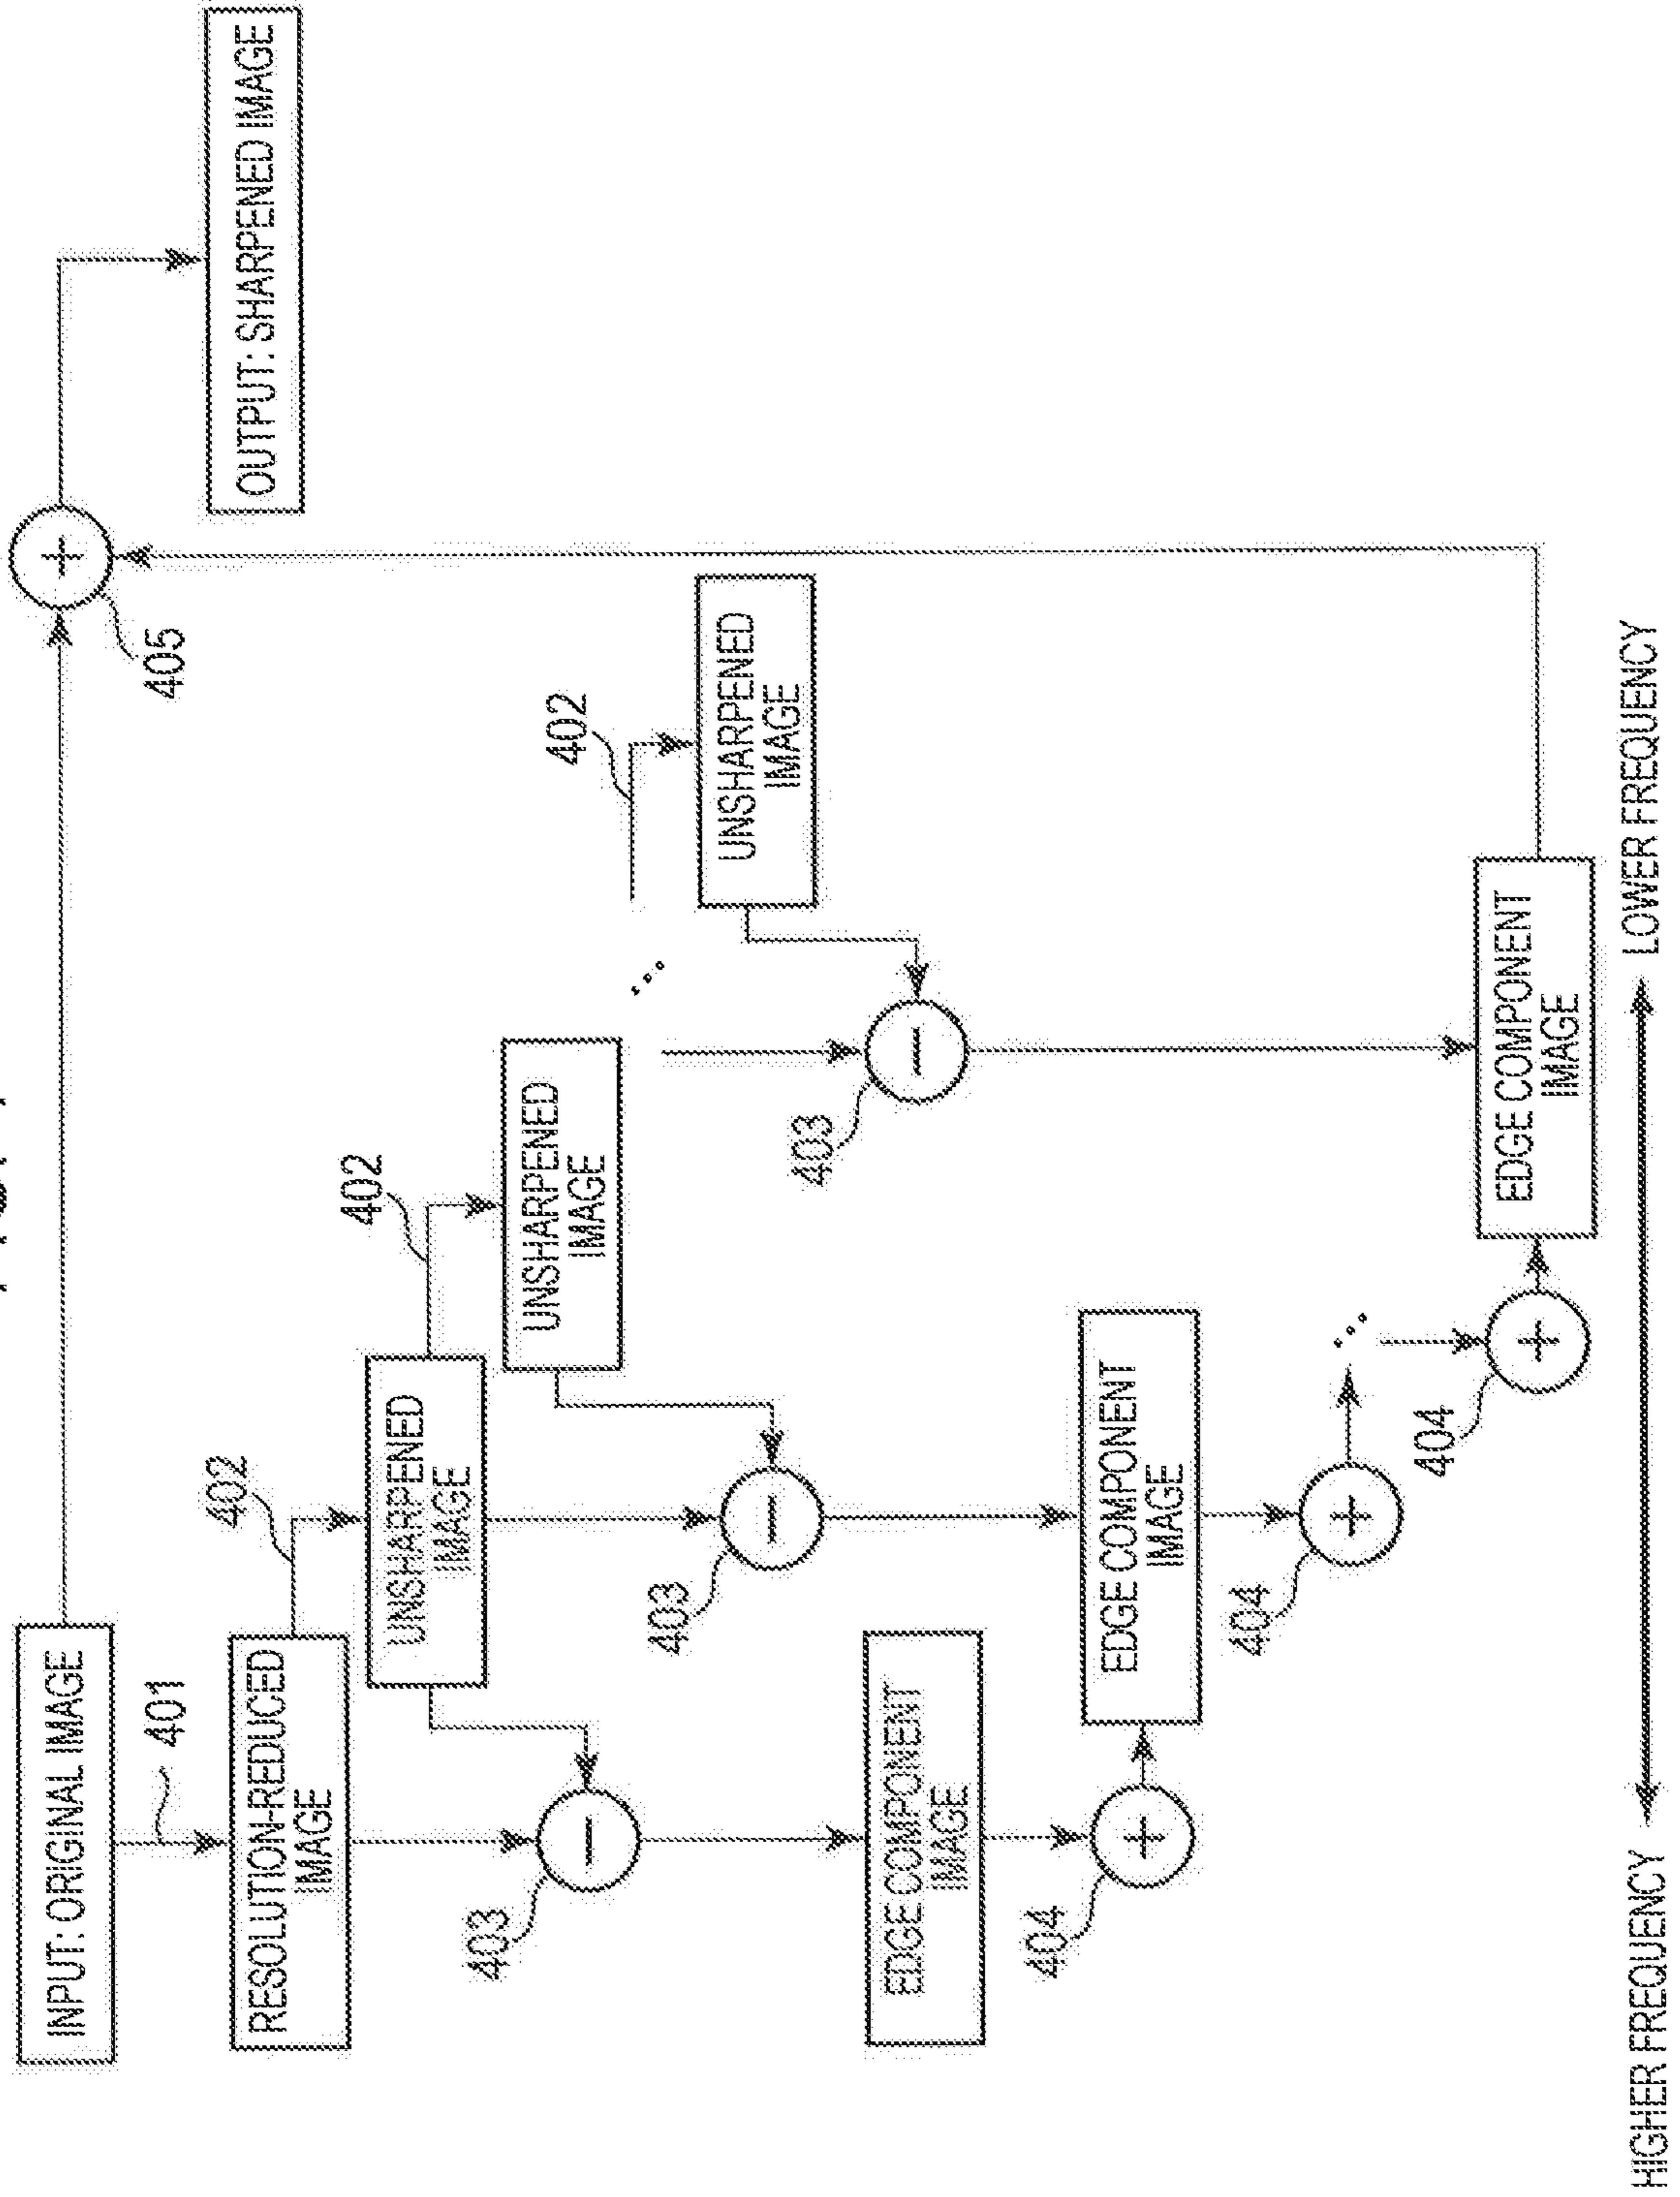 INPUT: ORIGINAL IMAGE
405
OUTPUT: SHARPENED IMAGE
401
RESOLUTION-REDUCED
IMAGE
402
UNSHARPENED
IMAGE
402
UNSHARPENED
IMAGE
402
UNSHARPENED
IMAGE
403
403
403
EDGE COMPONENT
IMAGE
404
EDGE COMPONENT
IMAGE
404
404
EDGE COMPONENT
IMAGE
HIGHER FREQUENCY
LOWER FREQUENCY